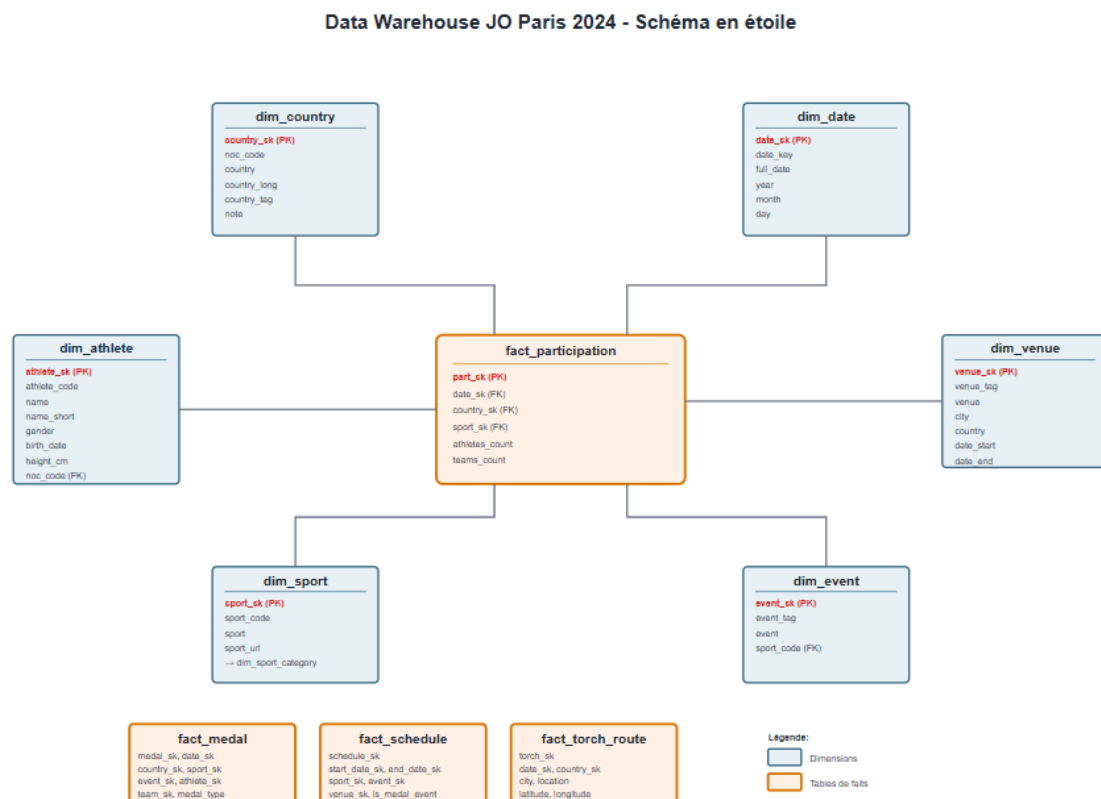 Data Warehouse JO Paris 2024 - Schéma en étoile
dim_country
country_sk (PK)
noc_code
country
country_long
country_tag
note
dim_date
date_sk (PK)
date_key
full_date
year
month
day
dim_athlete
athlete_sk (PK)
athlete_code
name
name_short
gender
birth_date
height_cm
noc_code (FK)
fact_participation
part_sk (PK)
date_sk (FK)
country_sk (FK)
sport_sk (FK)
athletes_count
teams_count
dim_venue
venue_sk (PK)
venue_tag
venue
city
country
date_start
date_end
dim_sport
sport_sk (PK)
sport_code
sport
sport_url
→ dim_sport_category
dim_event
event_sk (PK)
event_tag
event
sport_code (FK)
fact_medal
medal_sk, date_sk
country_sk, sport_sk
event_sk, athlete_sk
team_sk, medal_type
fact_schedule
schedule_sk
start_date_sk, end_date_sk
sport_sk, event_sk
venue_sk, is_medal_event
fact_torch_route
torch_sk
date_sk, country_sk
city, location
latitude, longitude
Légende:
Dimensions
Tables de faits